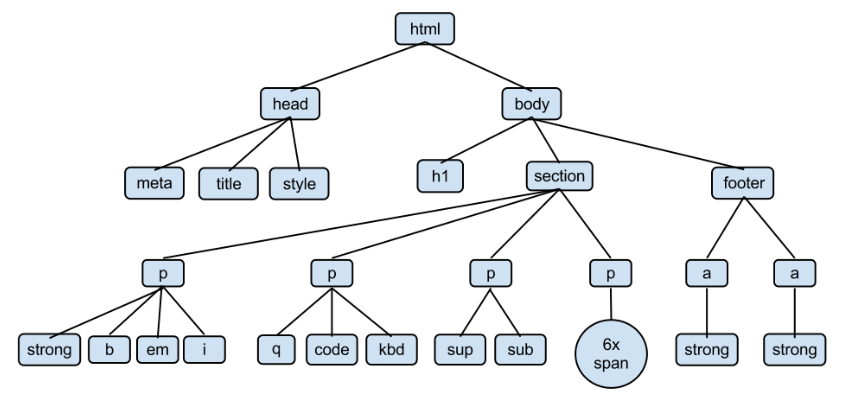 html
head
body
meta
title
style
h1
section
footer
p
p
p
p
a
a
strong
b
em
i
q
code
kbd
sup
sub
6x
span
strong
strong